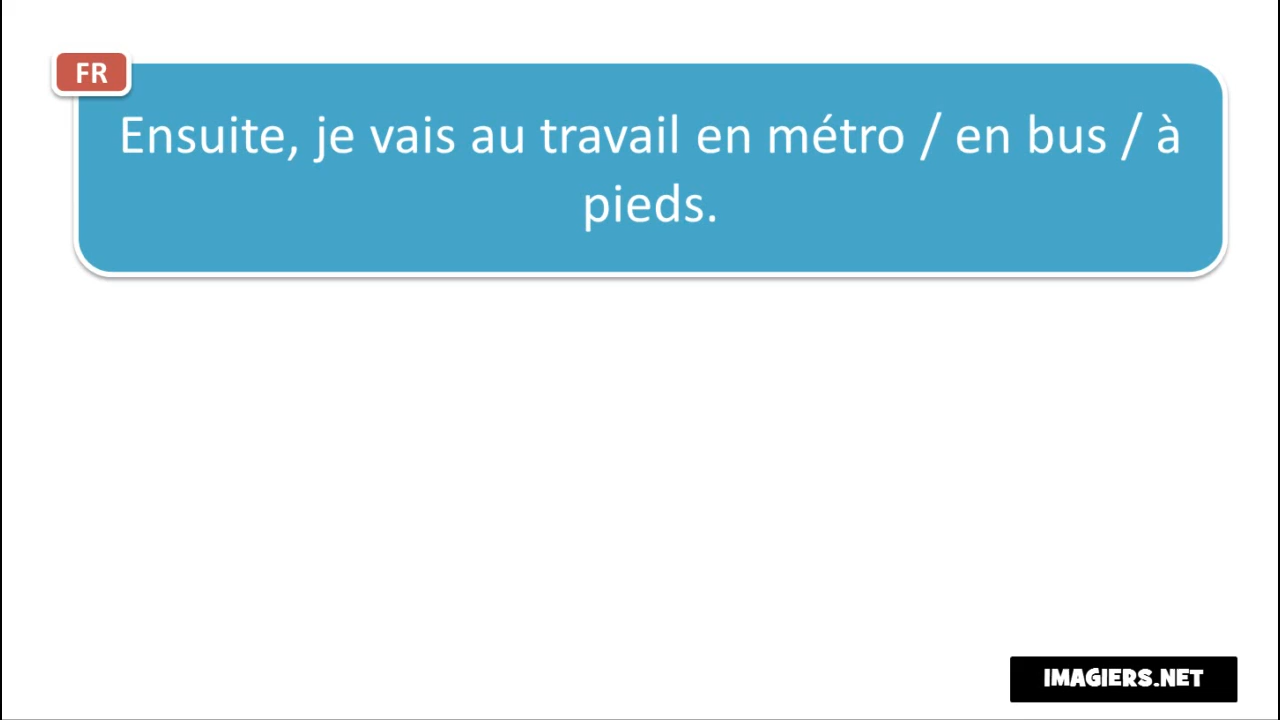 FR
Ensuite, je vais au travail en métro / en bus / à
pieds.
IMAGIERS.NET